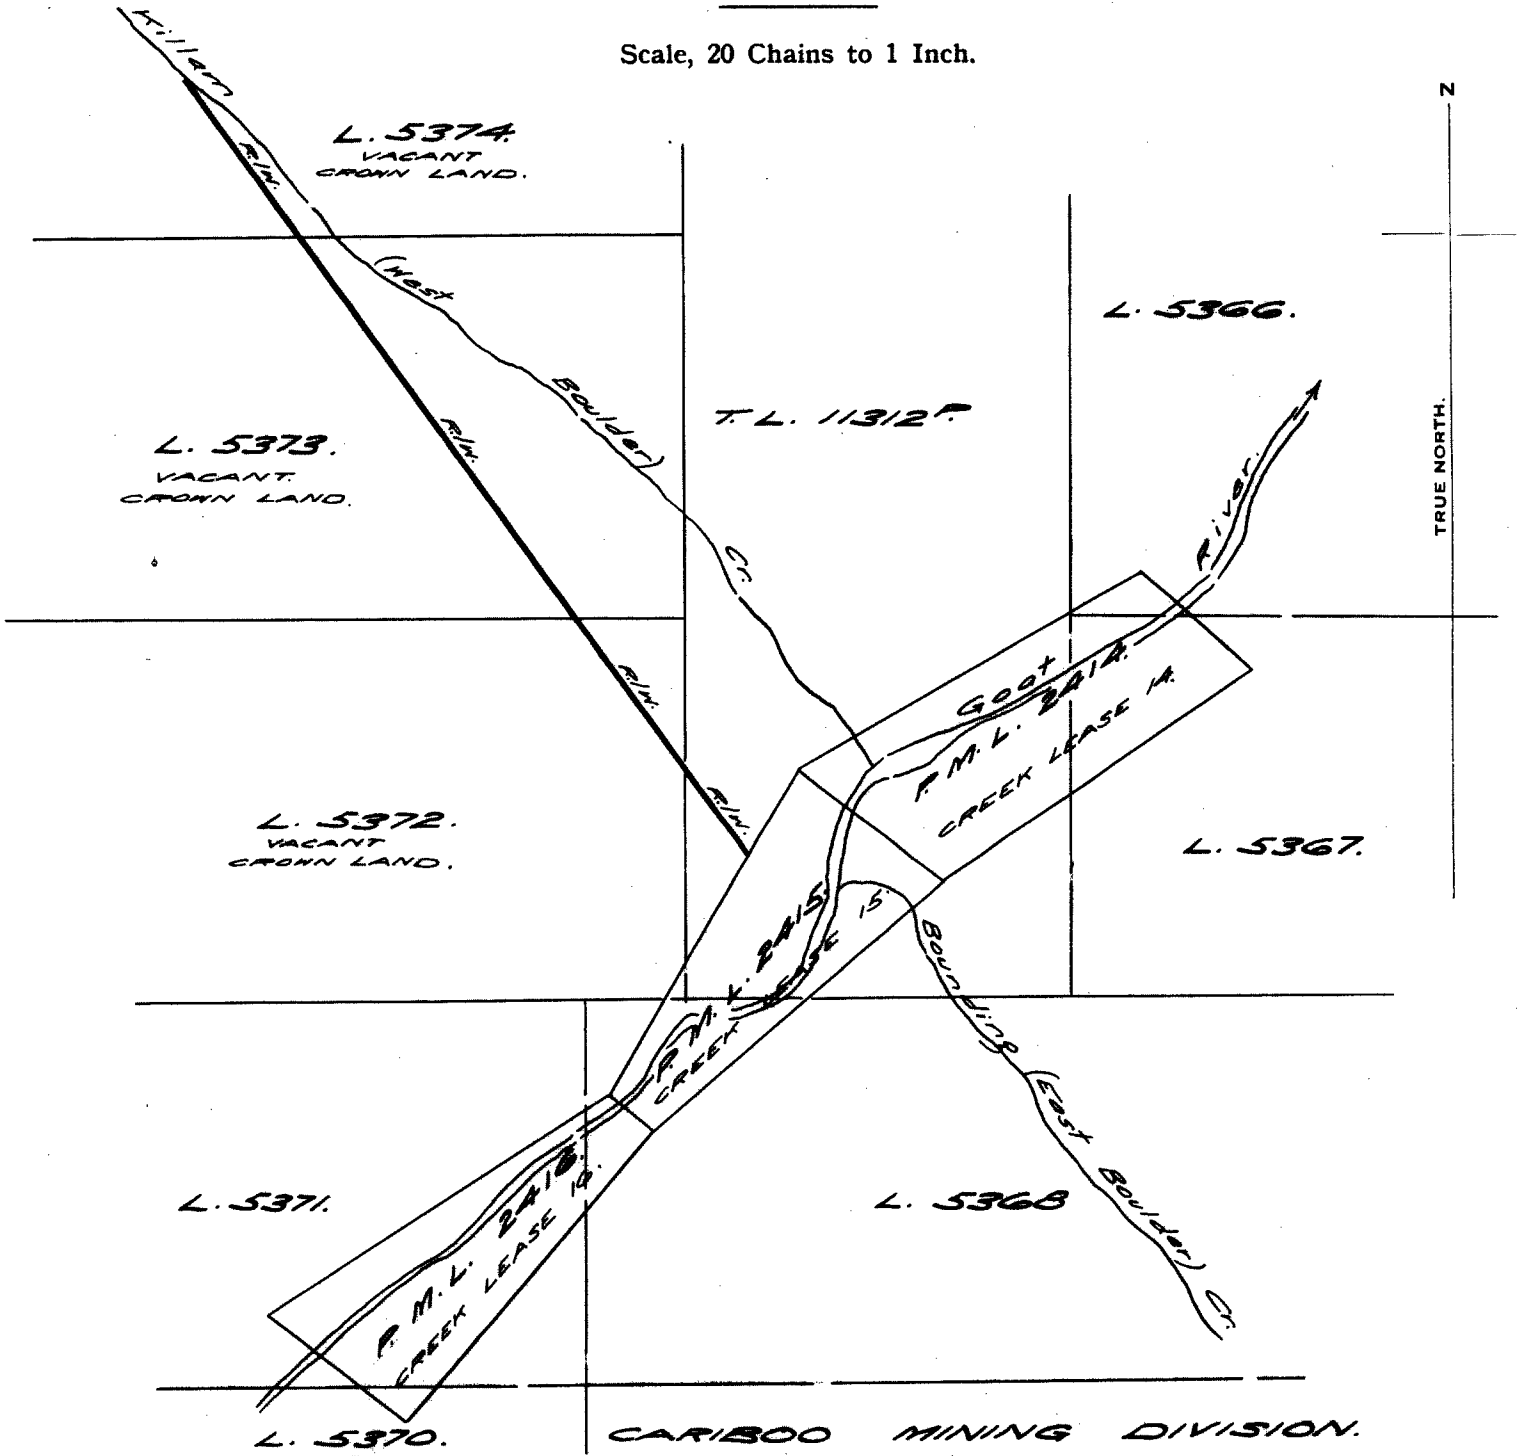 Scale, 20 Chains to 1 Inch.
Killam
N
L. 5374.
VACANT
CROWN LAND.
R/W.
(West
L. 5366.
Boulder)
T. L. 11312 P.
R/W.
L. 5373.
VACANT.
CROWN LAND.
TRUE NORTH.
River.
Cr.
R/W.
Goat
P. M. L. 2414.
CREEK LEASE 14.
R/W.
L. 5372.
VACANT
CROWN LAND.
L. 5367.
P. M. L. 2415.
CREEK LEASE 15.
Bounding
(East
Boulder)
Cr.
L. 5371.
P. M. L. 2416.
CREEK LEASE 16.
L. 5368
L. 5370.
CARIBOO MINING DIVISION.